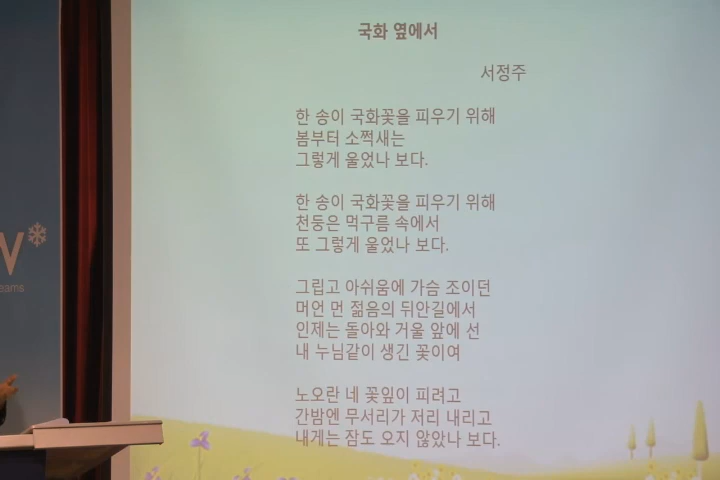 국화 옆에서
서정주
한 송이 국화꽃을 피우기 위해
봄부터 소쩍새는
그렇게 울었나 보다.
한 송이 국화꽃을 피우기 위해
천둥은 먹구름 속에서
또 그렇게 울었나 보다.
그립고 아쉬움에 가슴 조이던
머언 먼 젊음의 뒤안길에서
인제는 돌아와 거울 앞에 선
내 누님같이 생긴 꽃이여
노오란 네 꽃잎이 피려고
간밤엔 무서리가 저리 내리고
내게는 잠도 오지 않았나 보다.